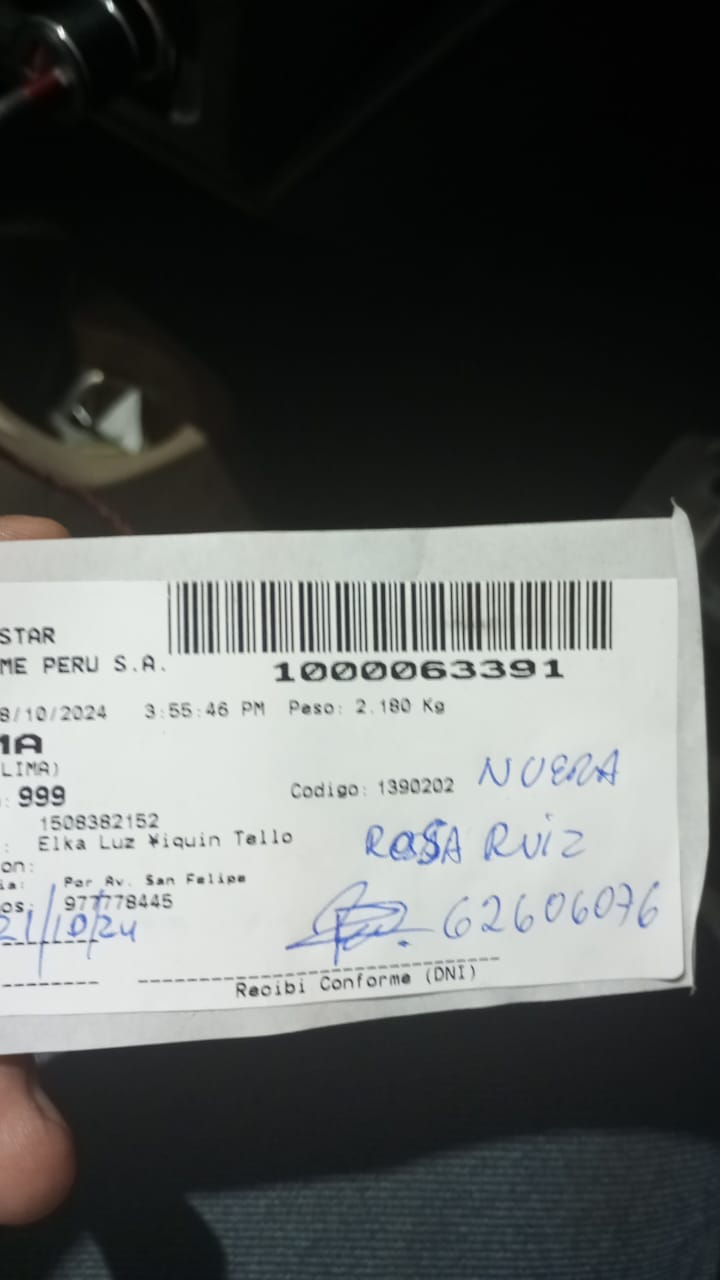 STAR
ME PERU S.A.
1000063391
8/10/2024 3:55:46 PM Peso: 2.180 Kg
MA
LIMA)
: 999
Codigo: 1390202 NUERA
1508382152
: Elka Luz ¥iquin Tello
ROSA RUIZ
on:
ia: Por Av. San Felipe
os: 977778445
21/10/24
62606076
Recibi Conforme (DNI)